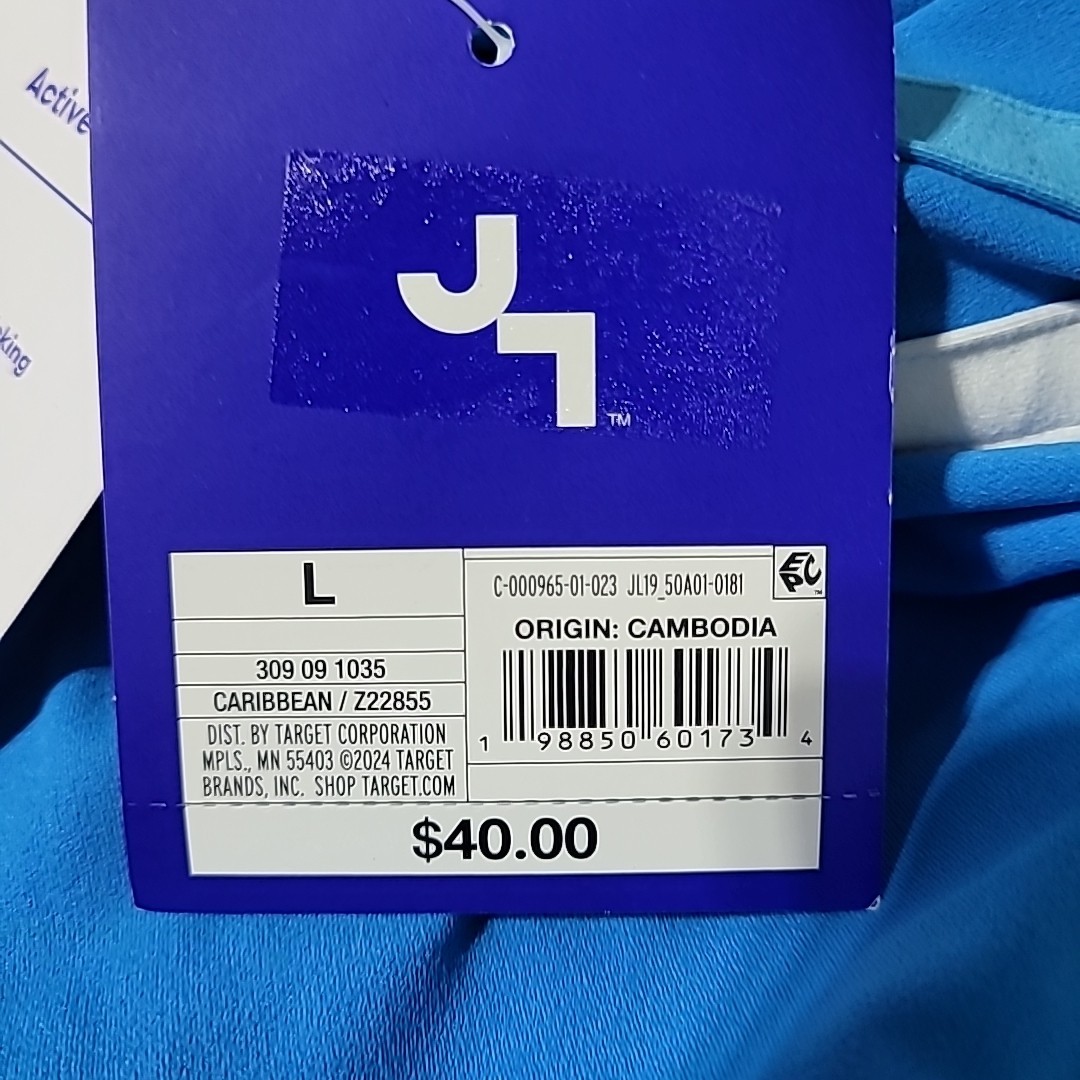 Active
king
J
TM
L
309 09 1035
CARIBBEAN / Z22855
DIST. BY TARGET CORPORATION
MPLS., MN 55403 ©2024 TARGET
BRANDS, INC. SHOP TARGET.COM
C-000965-01-023 JL19_50A01-0181
EPC
TM
ORIGIN: CAMBODIA
1 98850 60173 4
$40.00